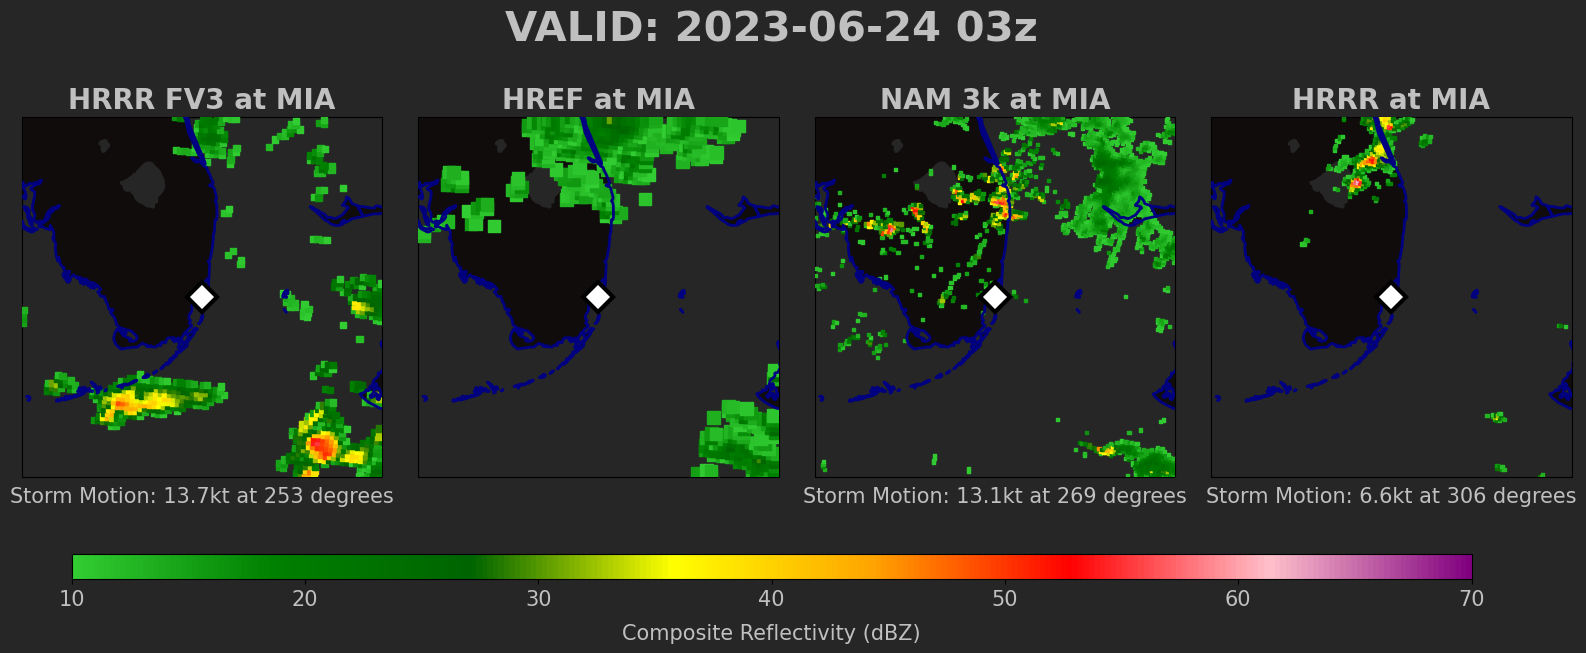 VALID: 2023-06-24 03z
HRRR FV3 at MIA
HREF at MIA
NAM 3k at MIA
HRRR at MIA
Storm Motion: 13.7kt at 253 degrees
Storm Motion: 13.1kt at 269 degrees
Storm Motion: 6.6kt at 306 degrees
10 20 30 40 50 60 70
Composite Reflectivity (dBZ)